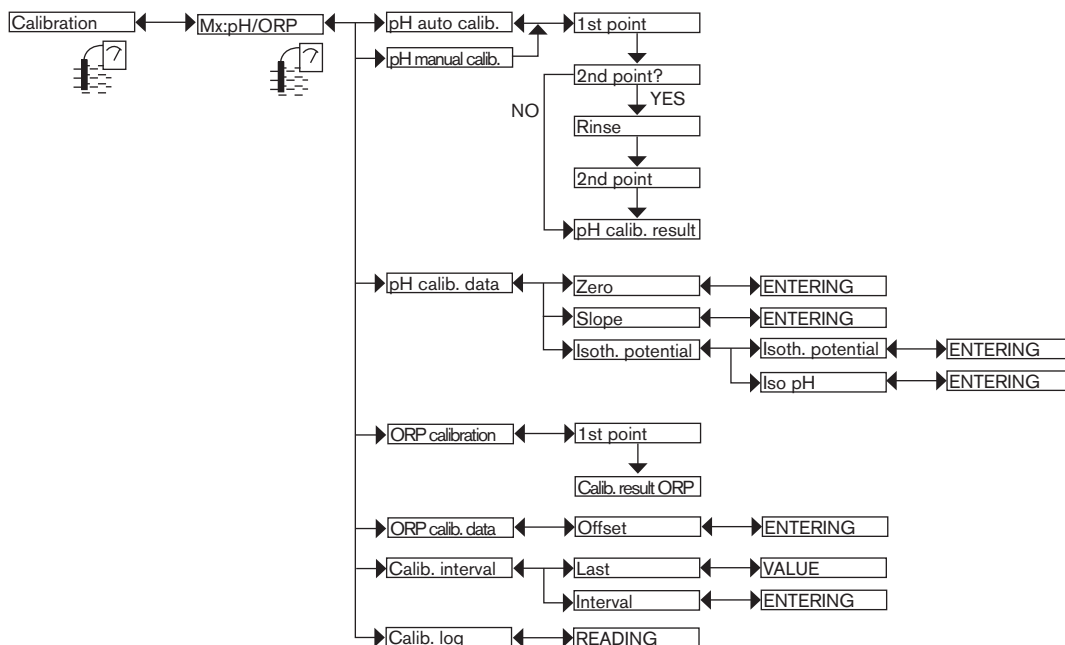 Calibration
Mx:pH/ORP
pH auto calib.
1st point
pH manual calib.
2nd point?
NO
YES
Rinse
2nd point
pH calib. result
pH calib. data
Zero
ENTERING
Slope
ENTERING
Isoth. potential
Isoth. potential
ENTERING
Iso pH
ENTERING
ORP calibration
1st point
Calib. result ORP
ORP calib. data
Offset
ENTERING
Calib. interval
Last
VALUE
Interval
ENTERING
Calib. log
READING